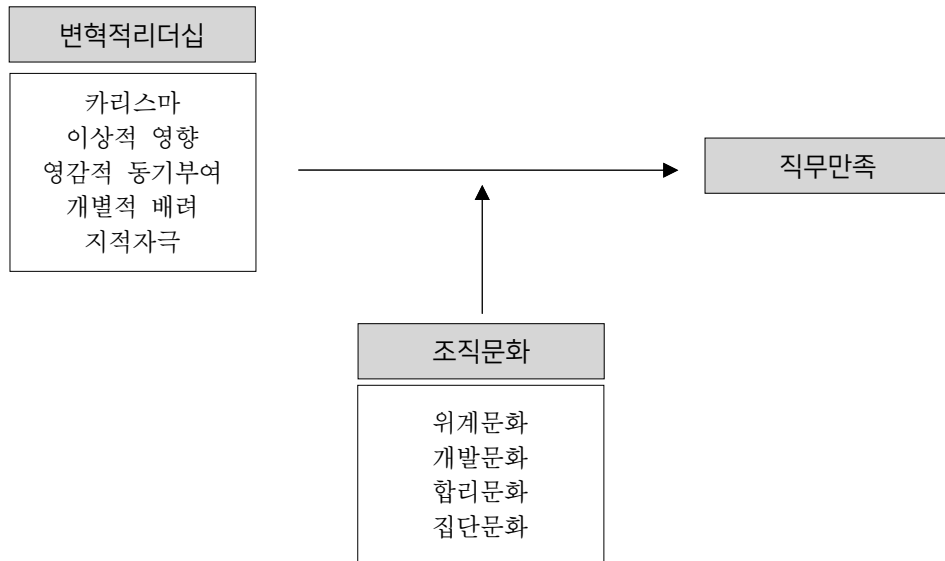 변혁적리더십
카리스마
이상적 영향
영감적 동기부여
개별적 배려
지적자극
직무만족
조직문화
위계문화
개발문화
합리문화
집단문화